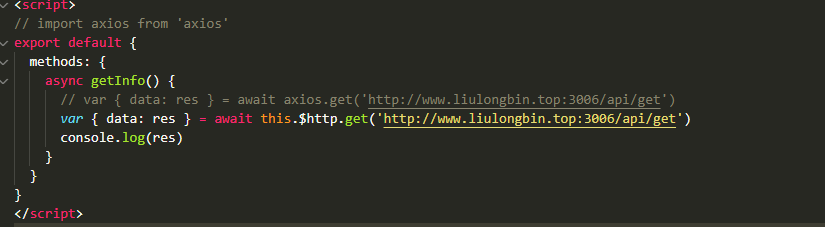 <script>
// import axios from 'axios'
export default {
  methods: {
    async getInfo() {
      // var { data: res } = await axios.get('http://www.liulongbin.top:3006/api/get')
      var { data: res } = await this.$http.get('http://www.liulongbin.top:3006/api/get')
      console.log(res)
    }
  }
}
</script>